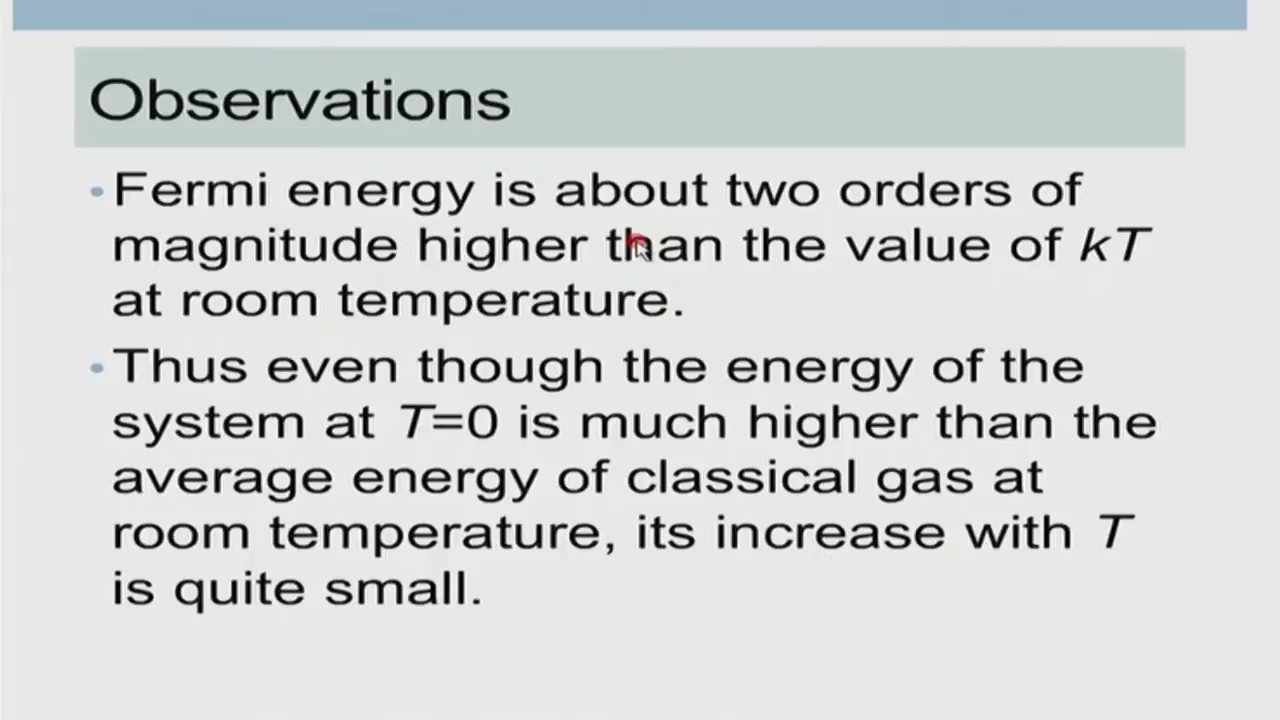 Observations
• Fermi energy is about two orders of
magnitude higher than the value of kT
at room temperature.
• Thus even though the energy of the
system at T=0 is much higher than the
average energy of classical gas at
room temperature, its increase with T
is quite small.